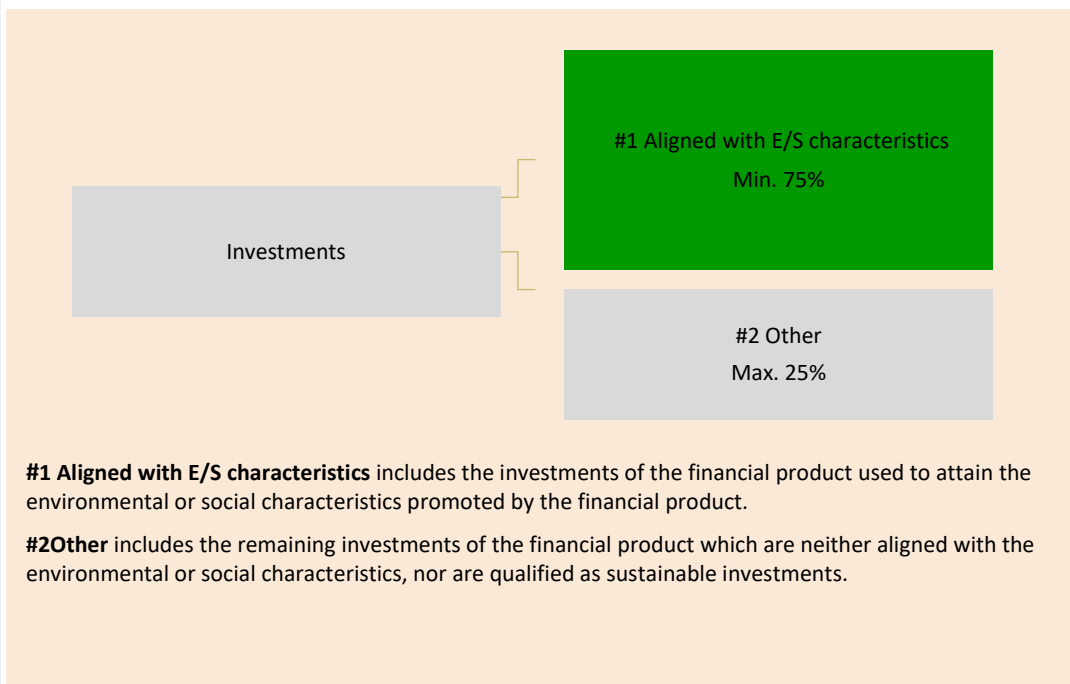 #1 Aligned with E/S characteristics
Min. 75%
Investments
#2 Other
Max. 25%
#1 Aligned with E/S characteristics includes the investments of the financial product used to attain the
environmental or social characteristics promoted by the financial product.
#2Other includes the remaining investments of the financial product which are neither aligned with the
environmental or social characteristics, nor are qualified as sustainable investments.